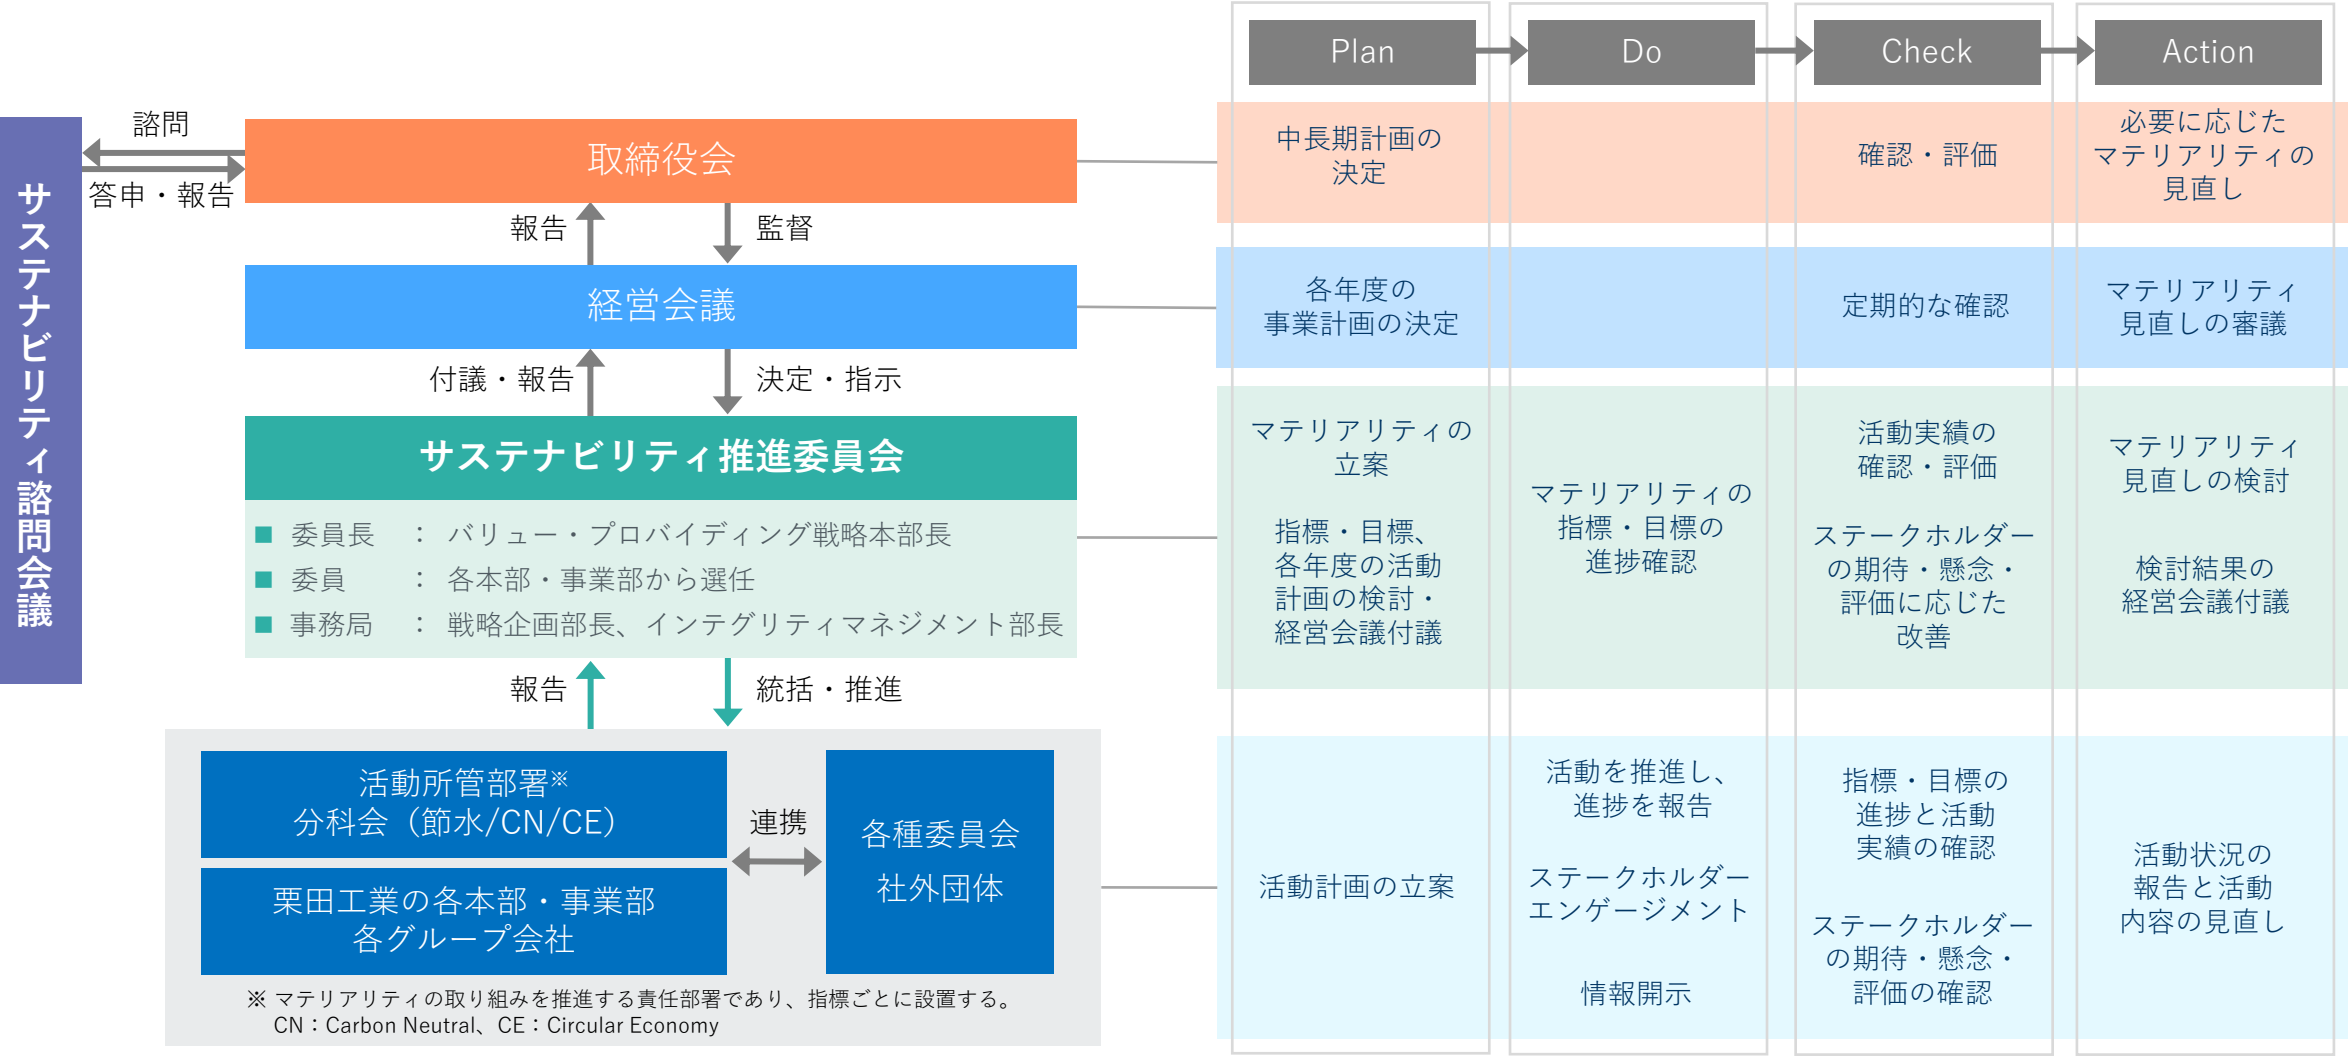 サステナビリティ諮問会議
諮問
答申・報告
取締役会
報告
監督
経営会議
付議・報告
決定・指示
サステナビリティ推進委員会
■ 委員長 ： バリュー・プロバイディング戦略本部長
■ 委員 ： 各本部・事業部から選任
■ 事務局 ： 戦略企画部長、インテグリティマネジメント部長
報告
統括・推進
活動所管部署※
分科会（節水/CN/CE）
栗田工業の各本部・事業部
各グループ会社
連携
各種委員会
社外団体
※ マテリアリティの取り組みを推進する責任部署であり、指標ごとに設置する。
CN：Carbon Neutral、CE：Circular Economy
Plan
Do
Check
Action
中長期計画の
決定
確認・評価
必要に応じた
マテリアリティの
見直し
各年度の
事業計画の決定
定期的な確認
マテリアリティ
見直しの審議
マテリアリティの
立案
指標・目標、
各年度の活動
計画の検討・
経営会議付議
マテリアリティの
指標・目標の
進捗確認
活動実績の
確認・評価
ステークホルダー
の期待・懸念・
評価に応じた
改善
マテリアリティ
見直しの検討
検討結果の
経営会議付議
活動計画の立案
活動を推進し、
進捗を報告
ステークホルダー
エンゲージメント
情報開示
指標・目標の
進捗と活動
実績の確認
ステークホルダー
の期待・懸念・
評価の確認
活動状況の
報告と活動
内容の見直し